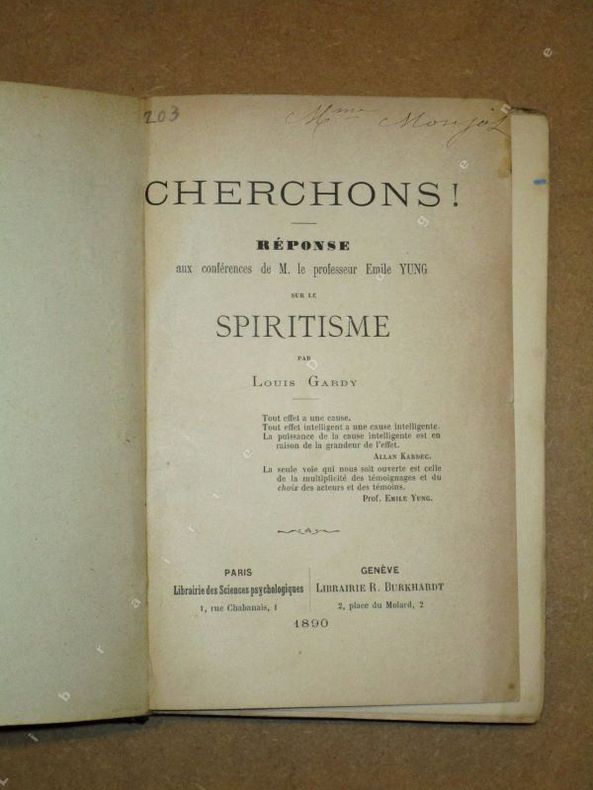 203
Mme Monjol
CHERCHONS!
RÉPONSE
aux conférences de M. le professeur Emile YUNG
SUR LE
SPIRITISME
PAR
LOUIS GARDY
Tout effet a une cause.
Tout effet intelligent a une cause intelligente.
La puissance de la cause intelligente est en
raison de la grandeur de l'effet.
ALLAN KARDEC.
La seule voie qui nous soit ouverte est celle
de la multiplicité des témoignages et du
choix des acteurs et des témoins.
Prof. EMILE YUNG.
PARIS
Librairie des Sciences psychologiques
1, rue Chabanais, 1
GENÈVE
LIBRAIRIE R. BURKHARDT
2, place du Molard, 2
1890